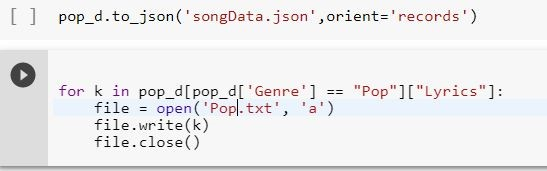 [ ] pop_d.to_json('songData.json',orient='records')
for k in pop_d[pop_d['Genre'] == "Pop"]["Lyrics"]:
    file = open('Pop.txt', 'a')
    file.write(k)
    file.close()